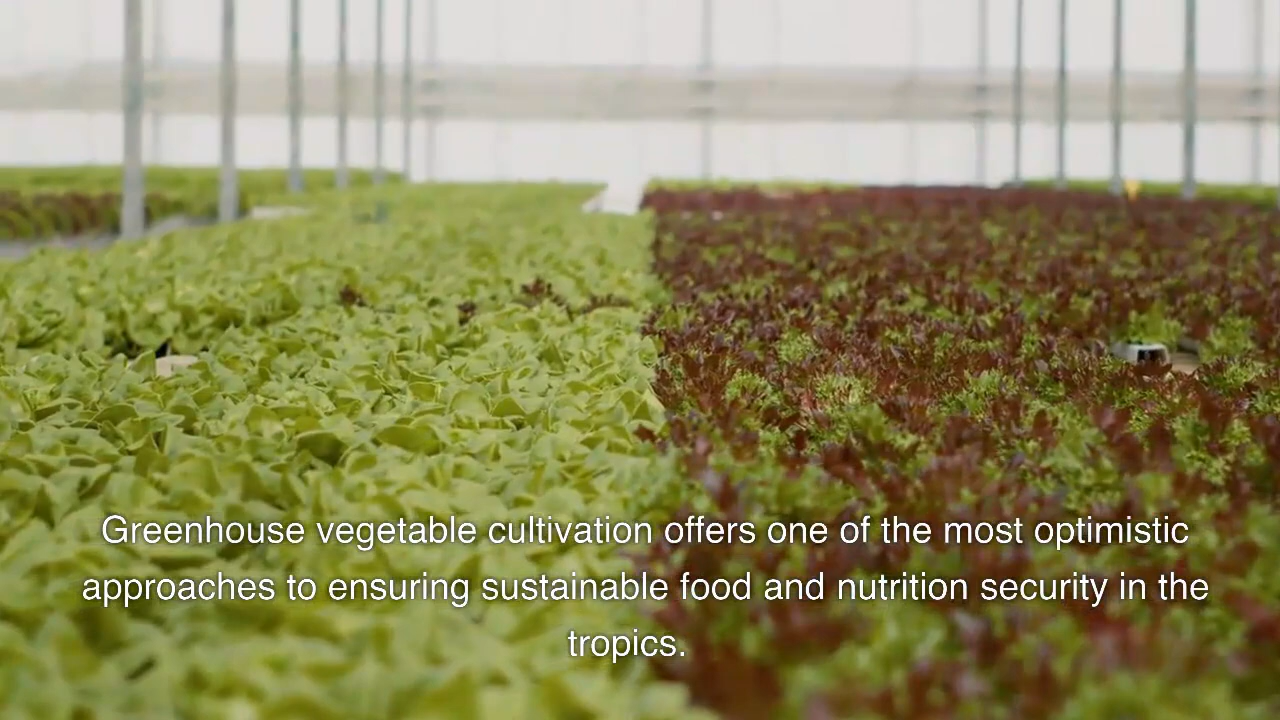 Greenhouse vegetable cultivation offers one of the most optimistic
approaches to ensuring sustainable food and nutrition security in the
tropics.